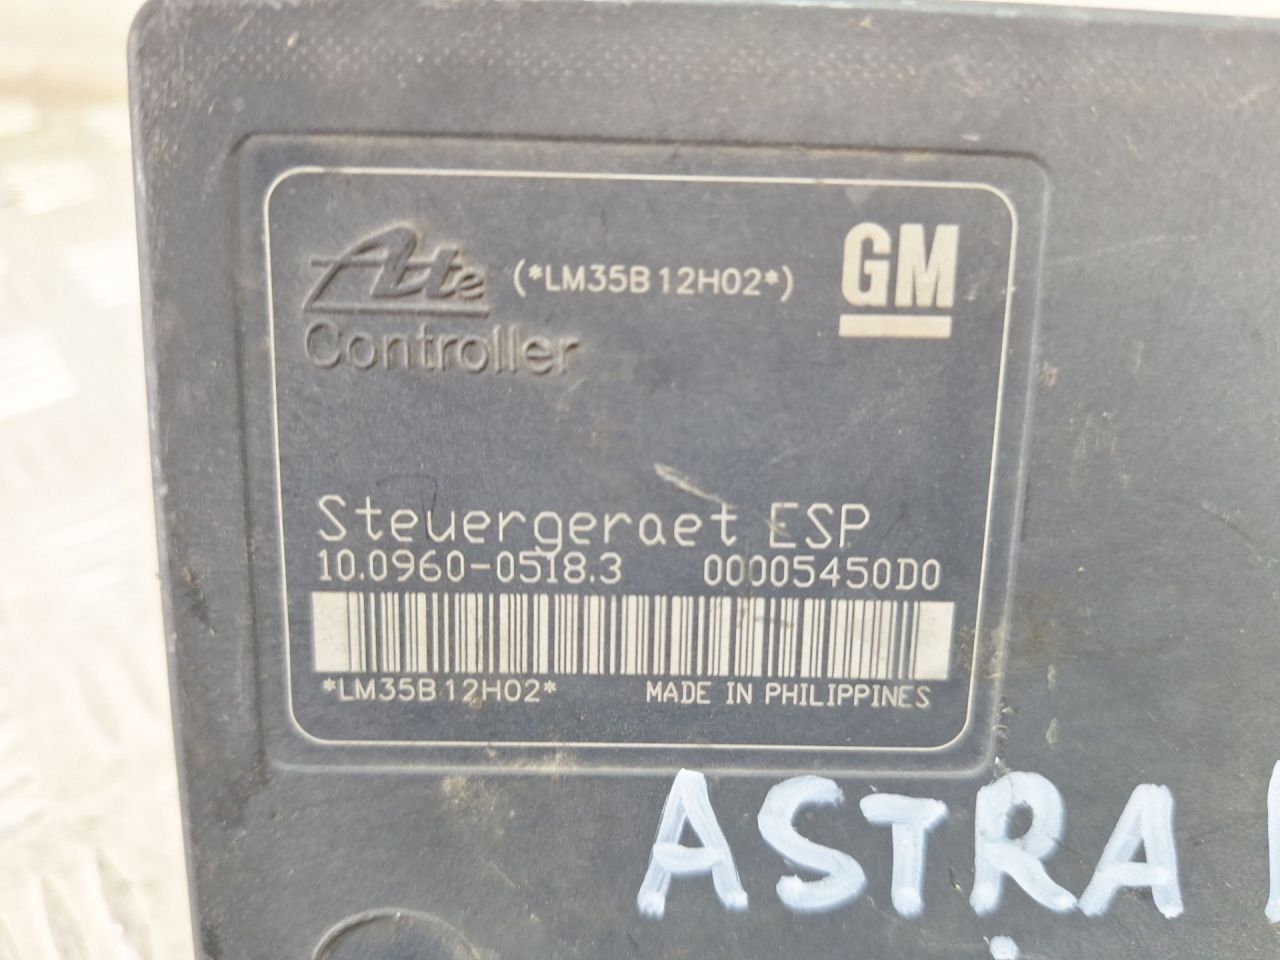 Ate (*LM35B12H02*) GM
Controller
Steuergeraet ESP
10.0960-0518.3 00005450D0
*LM35B12H02* MADE IN PHILIPPINES
ASTRA